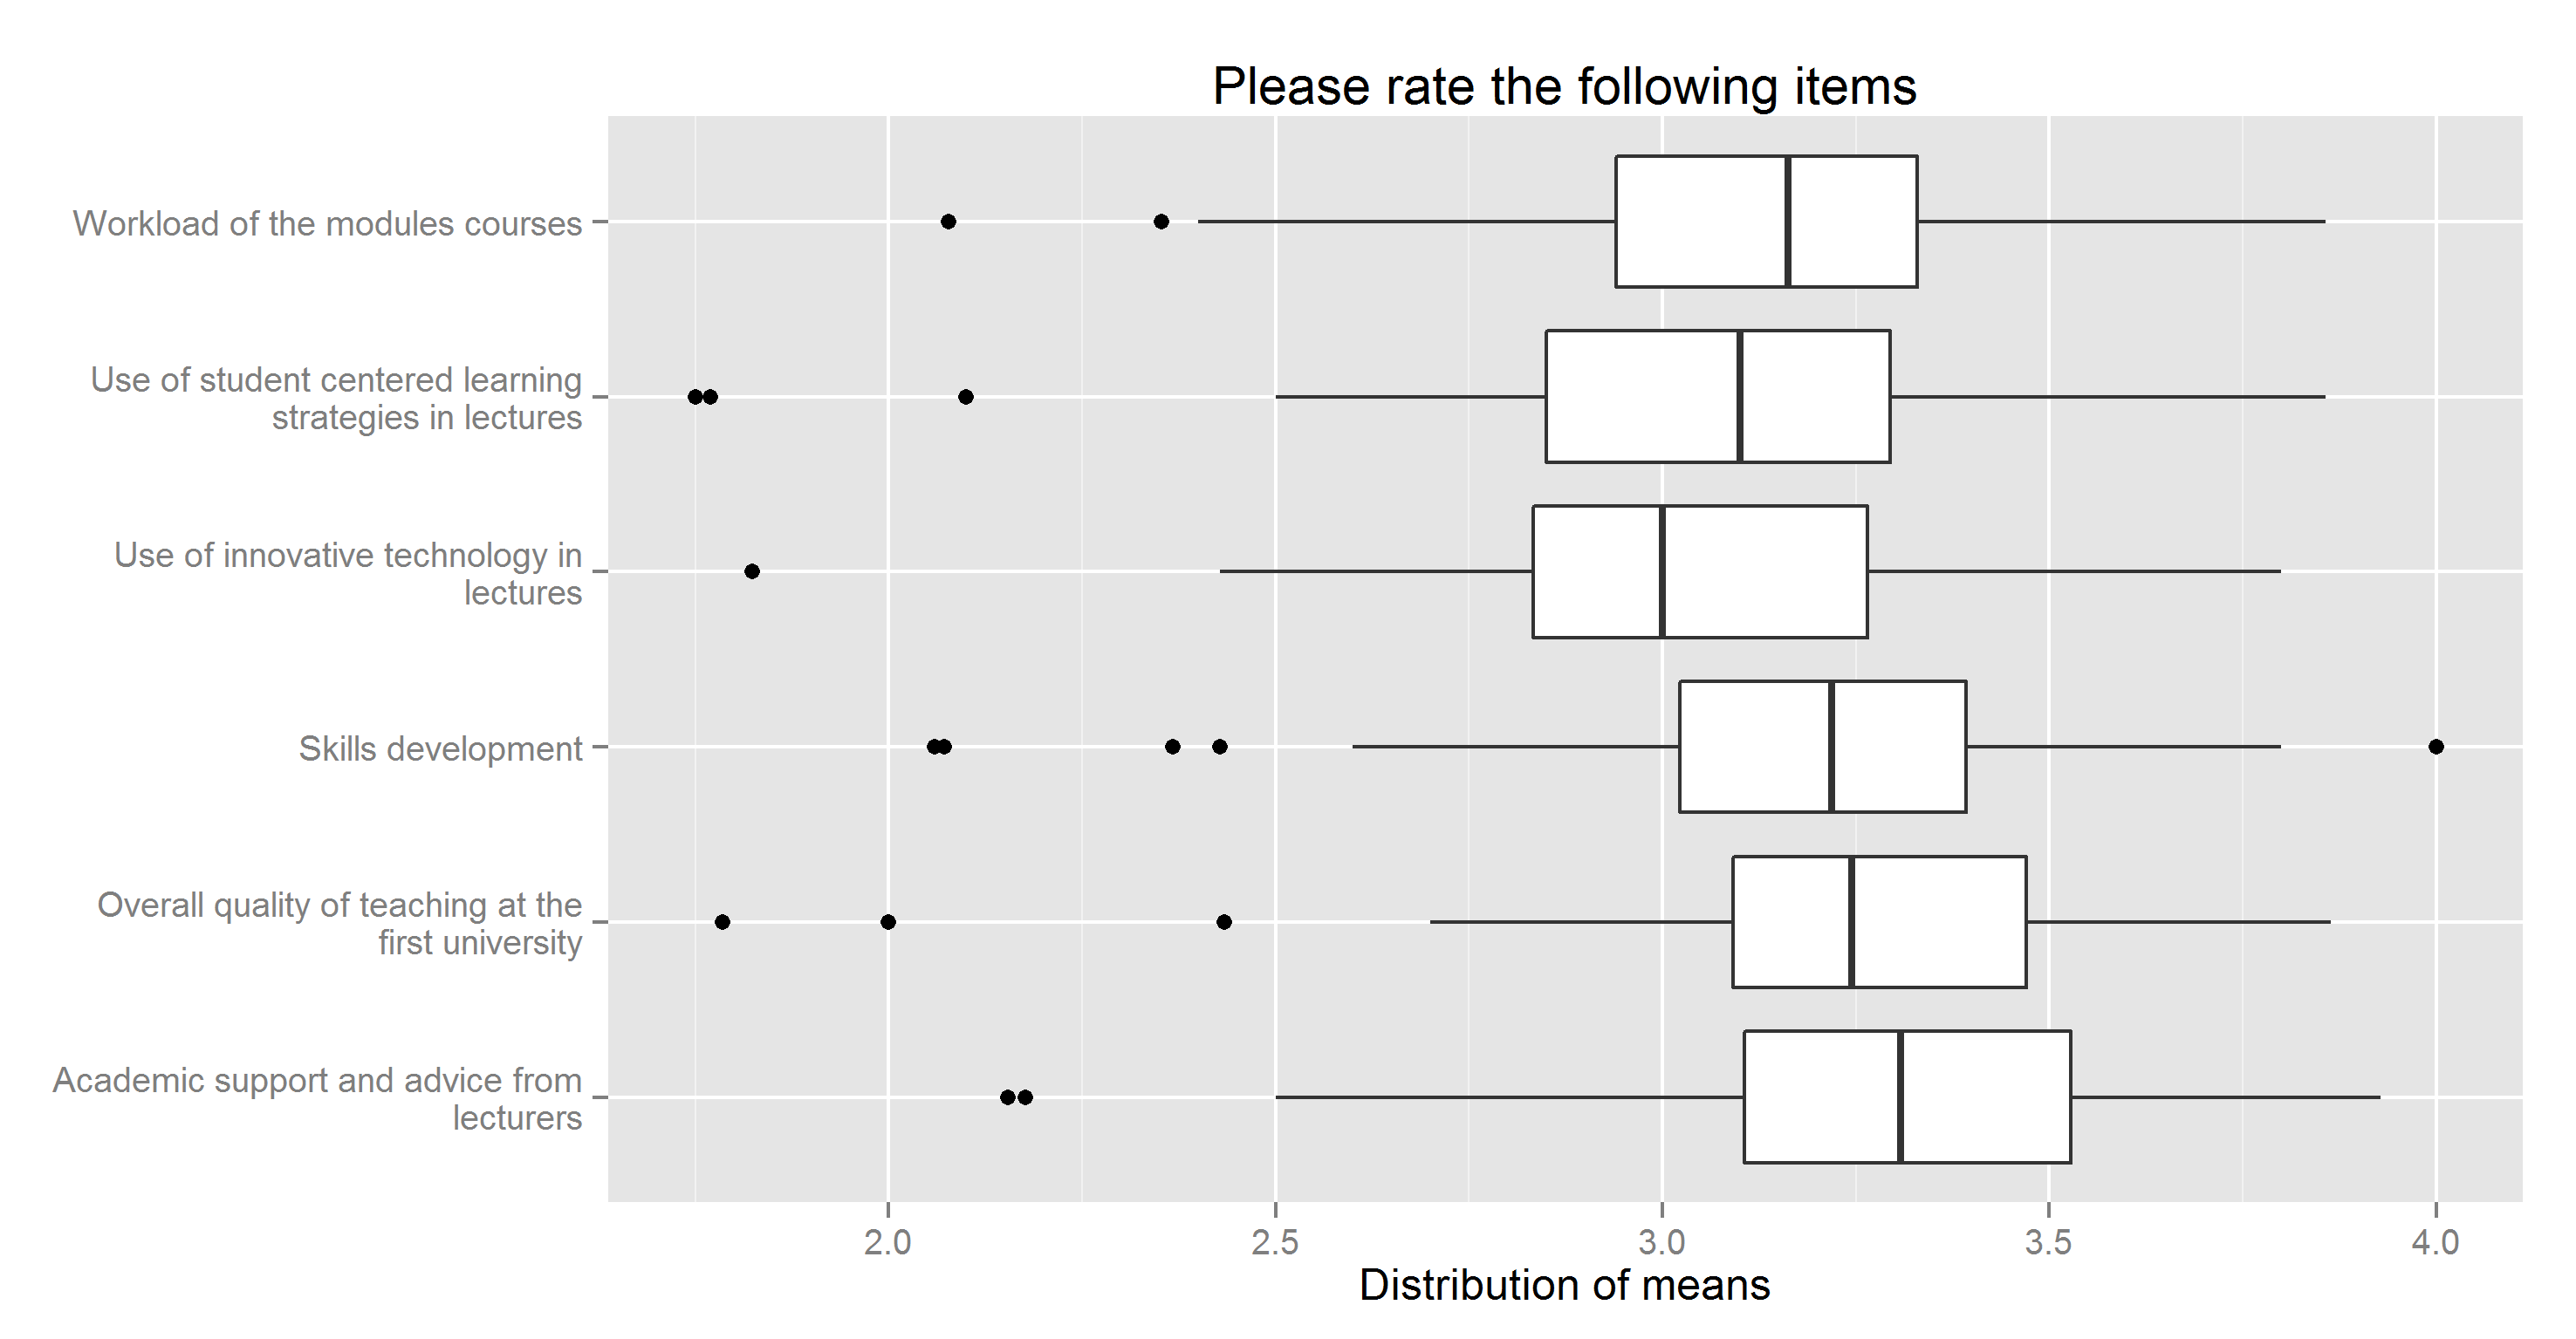 Please rate the following items
Workload of the modules courses
Use of student centered learning
strategies in lectures
Use of innovative technology in
lectures
Skills development
Overall quality of teaching at the
first university
Academic support and advice from
lecturers
2.0 2.5 3.0 3.5 4.0
Distribution of means